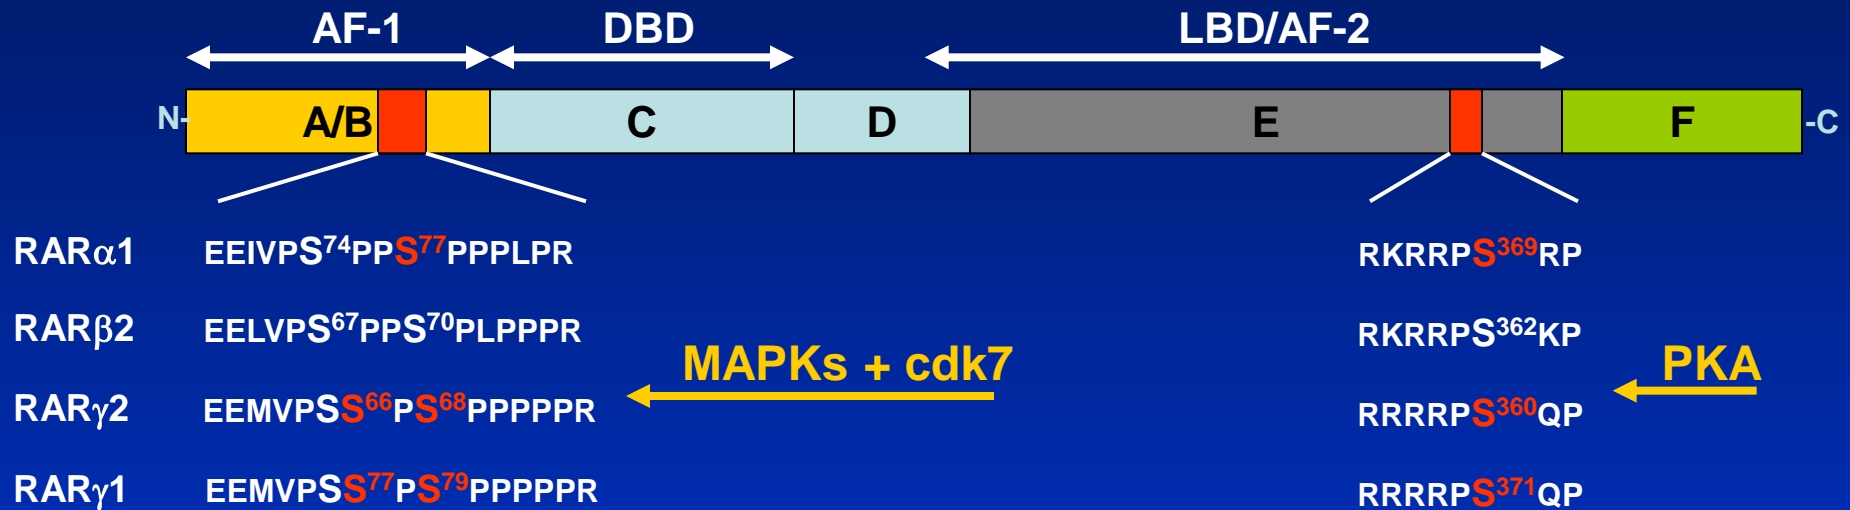 AF-1 DBD LBD/AF-2
N- A/B C D E F -C
RARα1 EEIVPS⁷⁴PPS⁷⁷PPPLPR RKRRPS³⁶⁹RP
RARβ2 EELVPS⁶⁷PPS⁷⁰PLPPPR RKRRPS³⁶²KP
MAPKs + cdk7 PKA
RARγ2 EEMVPSS⁶⁶PS⁶⁸PPPPPR RRRRPS³⁶⁰QP
RARγ1 EEMVPSS⁷⁷PS⁷⁹PPPPPR RRRRPS³⁷¹QP